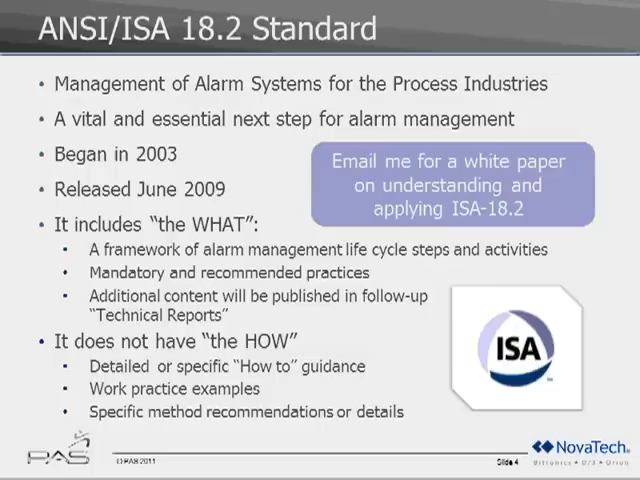 ANSI/ISA 18.2 Standard
• Management of Alarm Systems for the Process Industries
• A vital and essential next step for alarm management
• Began in 2003
• Released June 2009
Email me for a white paper
on understanding and
applying ISA-18.2
• It includes “the WHAT”:
• A framework of alarm management life cycle steps and activities
• Mandatory and recommended practices
• Additional content will be published in follow-up
“Technical Reports”
• It does not have “the HOW”
• Detailed or specific “How to” guidance
• Work practice examples
• Specific method recommendations or details
ISA
PAS
© PAS 2011
Slide 4
NovaTech
Bitronics • D/3 • Orion